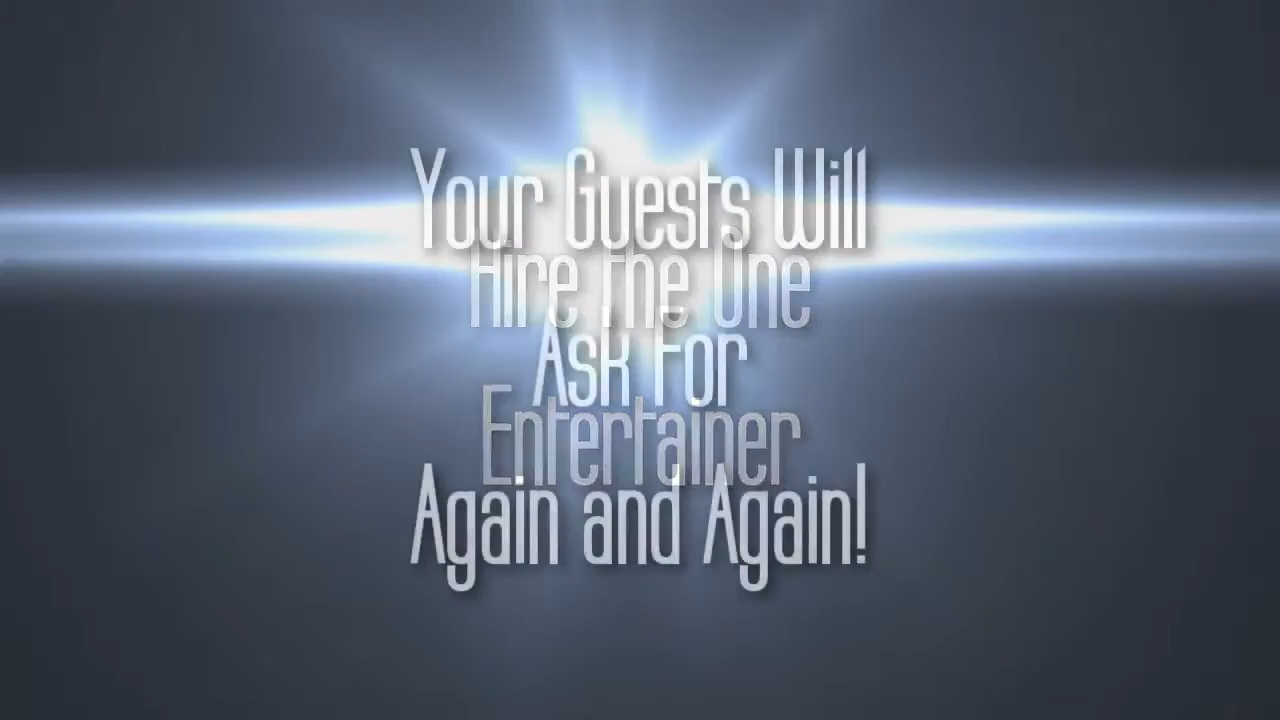 Your Guests Will
Hire the One
Ask For
Entertainer
Again and Again!